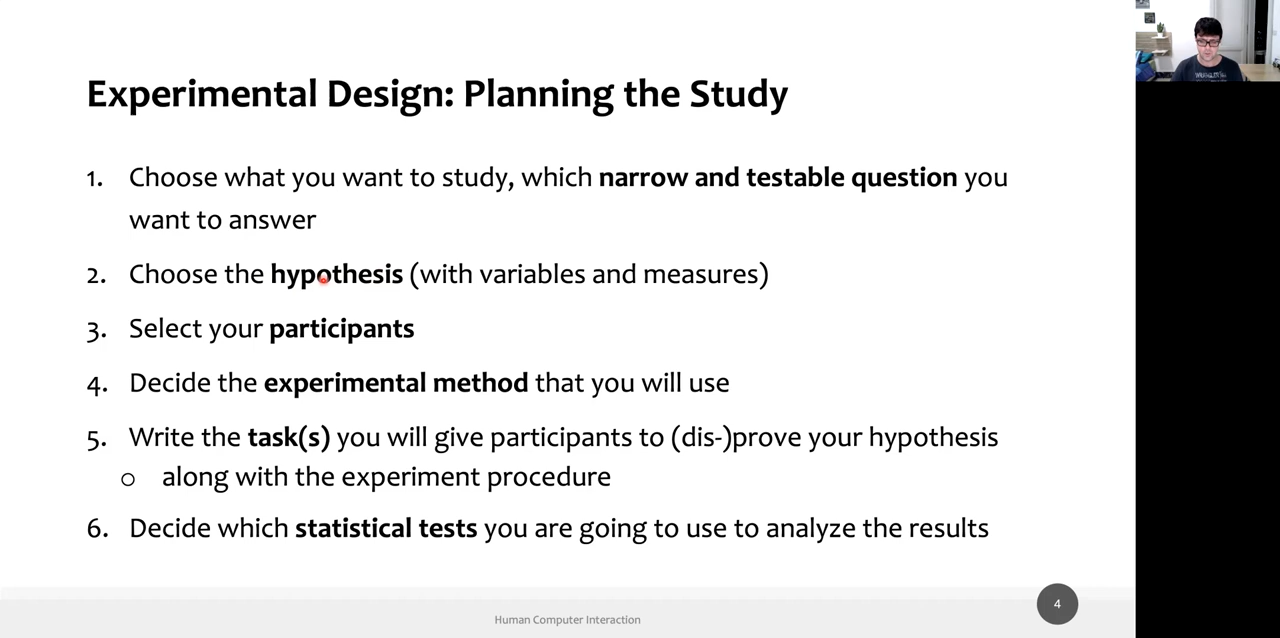 Experimental Design: Planning the Study
1. Choose what you want to study, which narrow and testable question you
want to answer
2. Choose the hypothesis (with variables and measures)
3. Select your participants
4. Decide the experimental method that you will use
5. Write the task(s) you will give participants to (dis-)prove your hypothesis
o along with the experiment procedure
6. Decide which statistical tests you are going to use to analyze the results
Human Computer Interaction
4